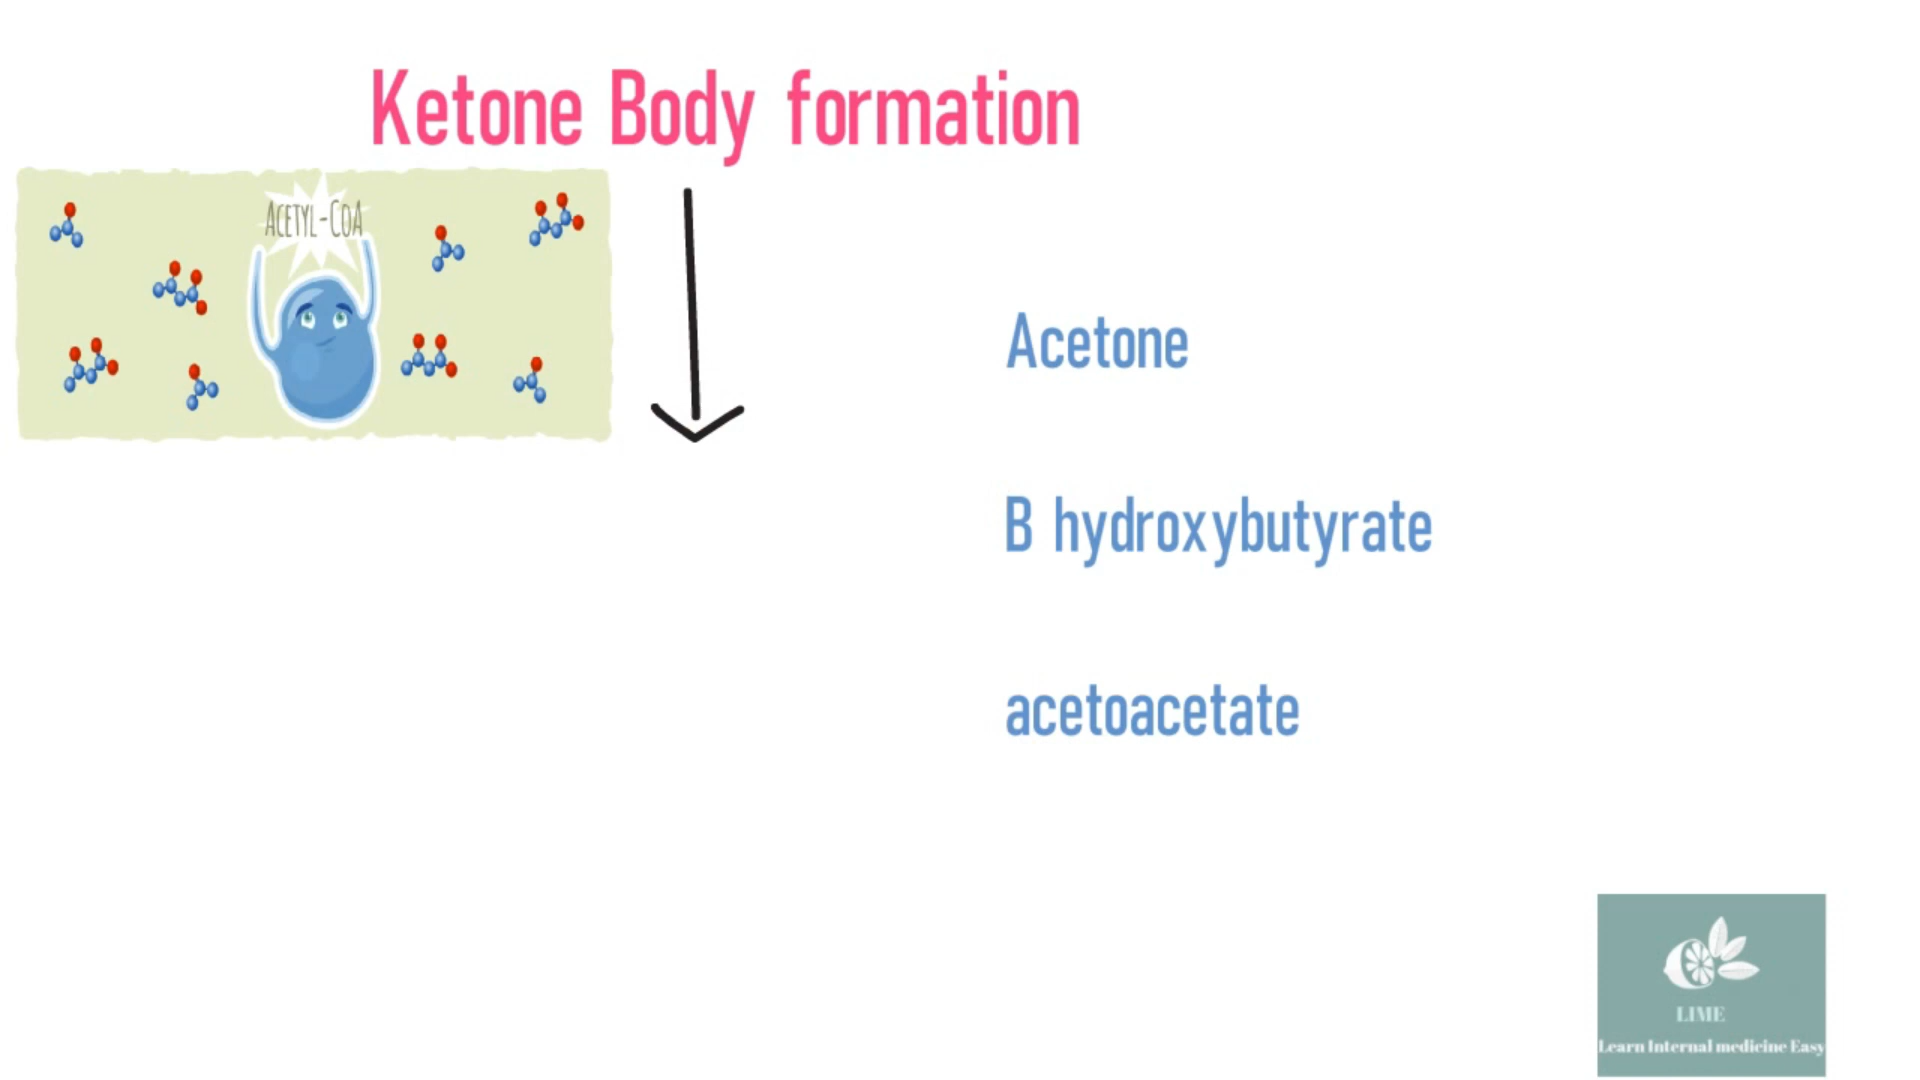 Ketone Body formation
ACETYL-COA
Acetone
B hydroxybutyrate
acetoacetate
LIME
Learn Internal medicine Easy